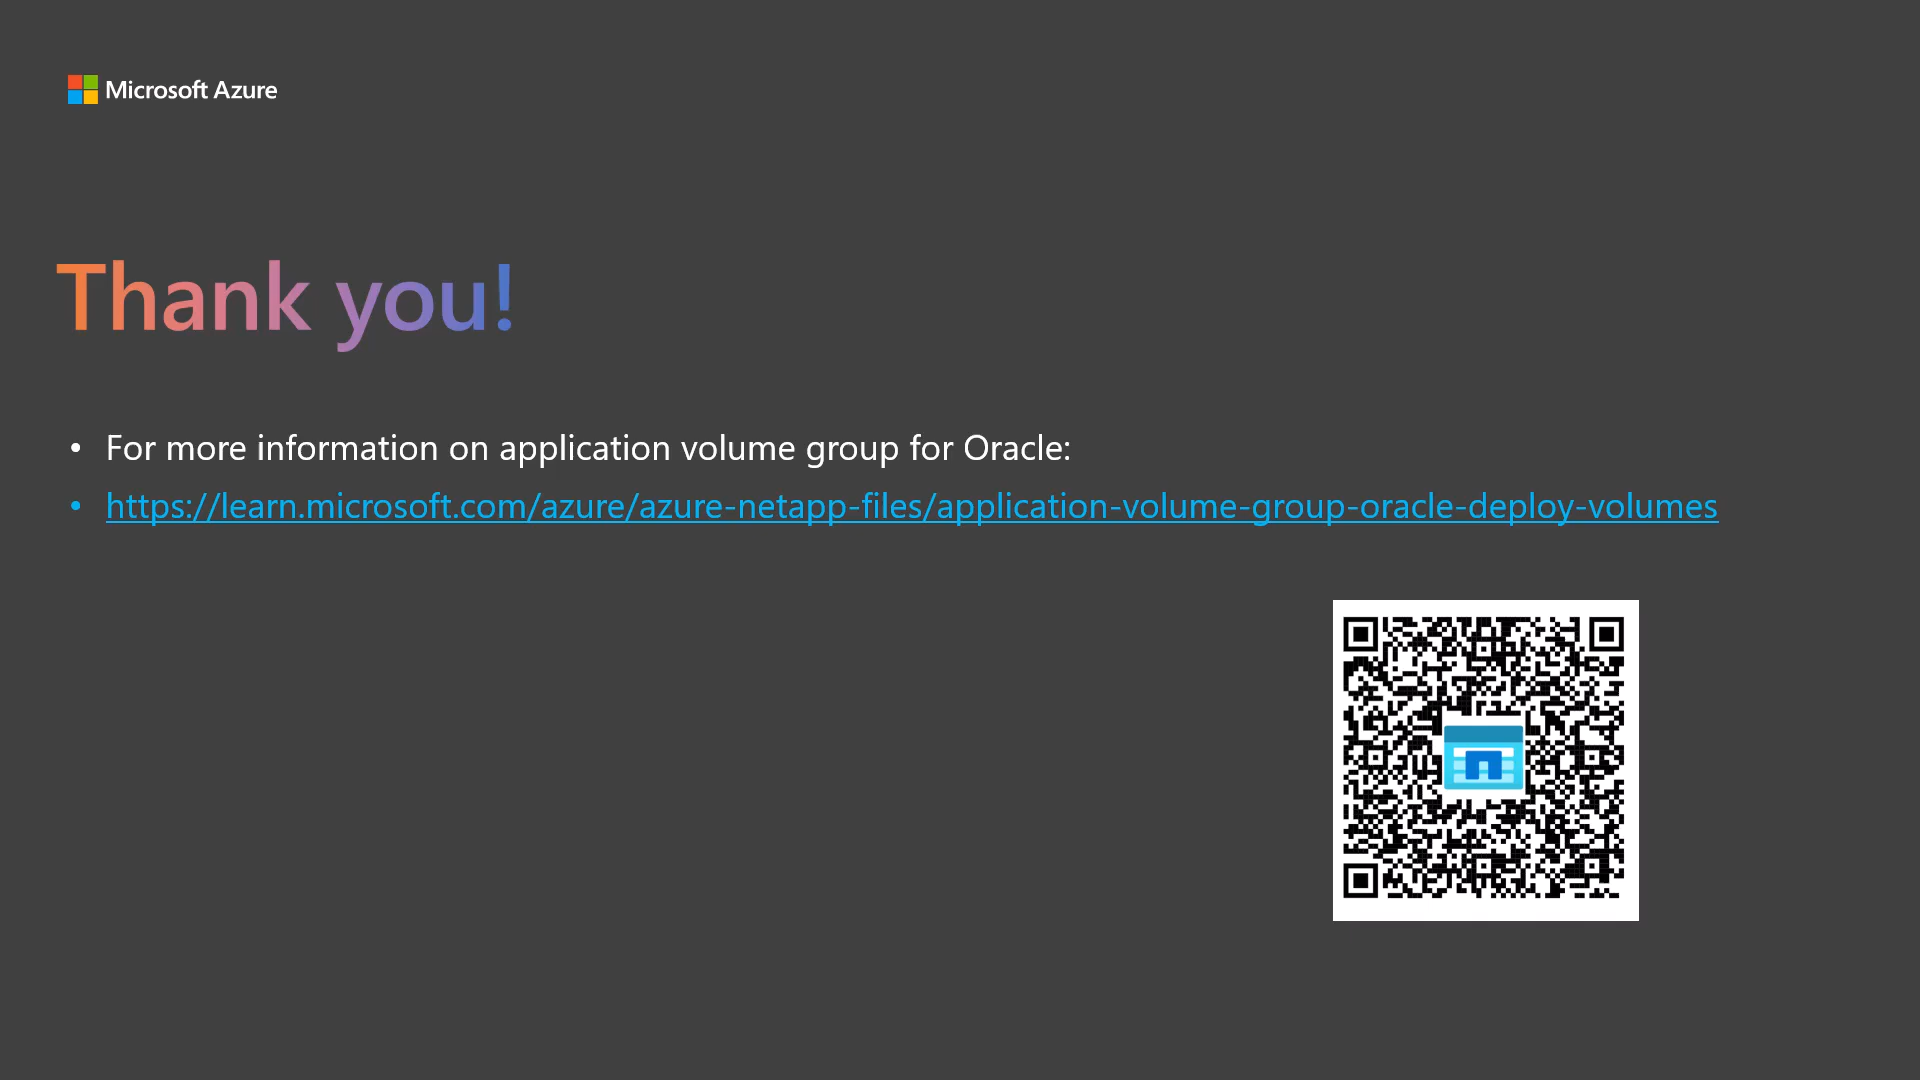 Microsoft Azure
Thank you!
• For more information on application volume group for Oracle:
• https://learn.microsoft.com/azure/azure-netapp-files/application-volume-group-oracle-deploy-volumes